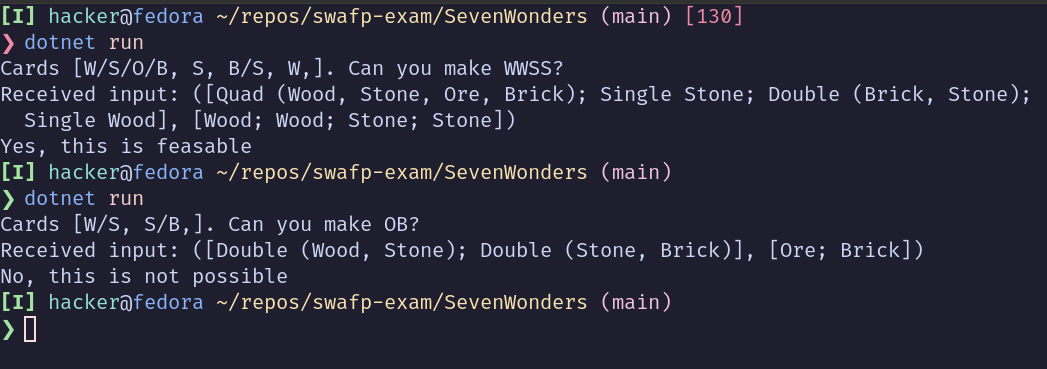 [I] hacker@fedora ~/repos/swafp-exam/SevenWonders (main) [130]
❯ dotnet run
Cards [W/S/O/B, S, B/S, W,]. Can you make WWSS?
Received input: ([Quad (Wood, Stone, Ore, Brick); Single Stone; Double (Brick, Stone);
  Single Wood], [Wood; Wood; Stone; Stone])
Yes, this is feasable
[I] hacker@fedora ~/repos/swafp-exam/SevenWonders (main)
❯ dotnet run
Cards [W/S, S/B,]. Can you make OB?
Received input: ([Double (Wood, Stone); Double (Stone, Brick)], [Ore; Brick])
No, this is not possible
[I] hacker@fedora ~/repos/swafp-exam/SevenWonders (main)
❯